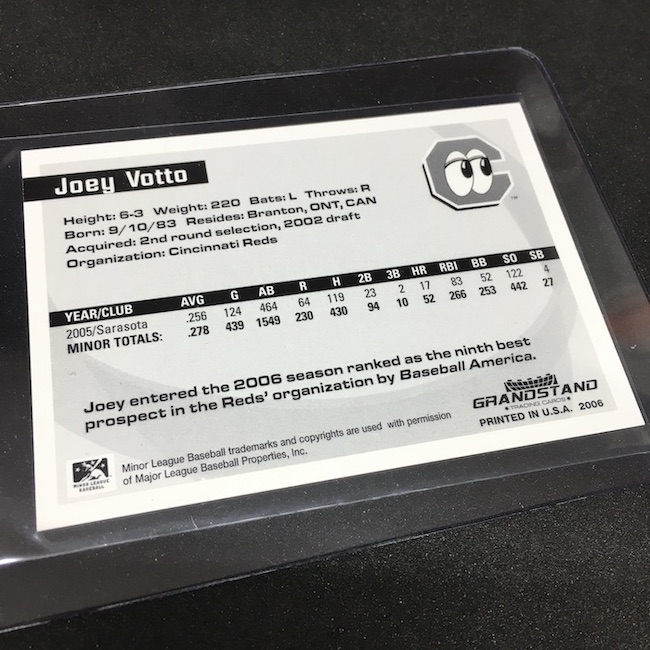 Joey Votto
Height: 6-3 Weight: 220 Bats: L Throws: R
Born: 9/10/83 Resides: Branton, ONT, CAN
Acquired: 2nd round selection, 2002 draft
Organization: Cincinnati Reds
C
TM
YEAR/CLUB AVG G AB R H 2B 3B HR RBI BB SO SB
2005/Sarasota .256 124 464 64 119 23 2 17 83 52 122 4
MINOR TOTALS: .278 439 1549 230 430 94 10 52 266 253 442 27
Joey entered the 2006 season ranked as the ninth best
prospect in the Reds' organization by Baseball America.
GRANDSTAND
TRADING CARDS
PRINTED IN U.S.A. 2006
MINOR LEAGUE
BASEBALL
Minor League Baseball trademarks and copyrights are used with permission
of Major League Baseball Properties, Inc.